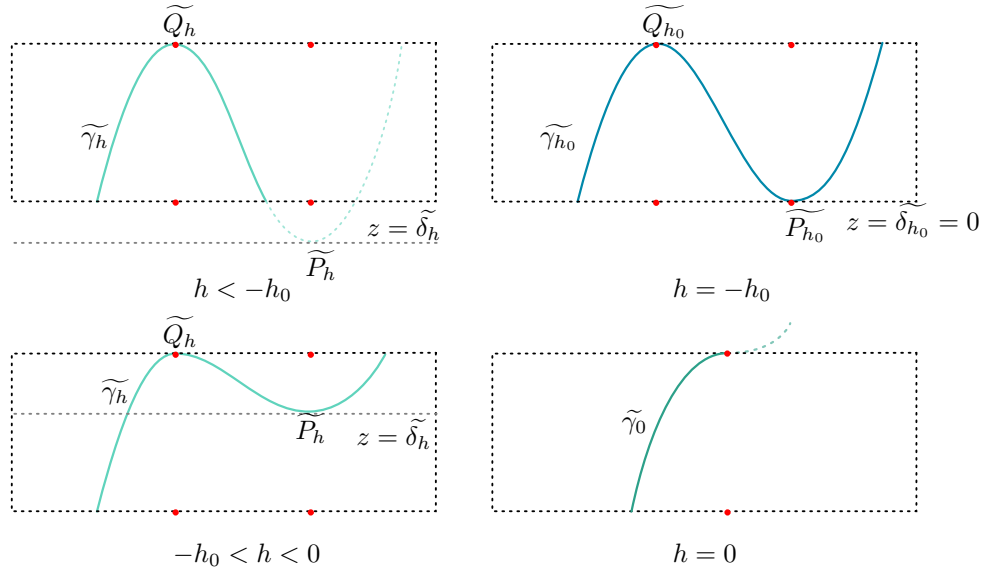 $\widetilde{Q_h}$
$\widetilde{\gamma_h}$
$z = \widetilde{\delta_h}$
$\widetilde{P_h}$
$h < -h_0$
$\widetilde{Q_{h_0}}$
$\widetilde{\gamma_{h_0}}$
$\widetilde{P_{h_0}}$ $z = \widetilde{\delta_{h_0}} = 0$
$h = -h_0$
$\widetilde{Q_h}$
$\widetilde{\gamma_h}$
$\widetilde{P_h}$ $z = \widetilde{\delta_h}$
$-h_0 < h < 0$
$\widetilde{\gamma_0}$
$h = 0$